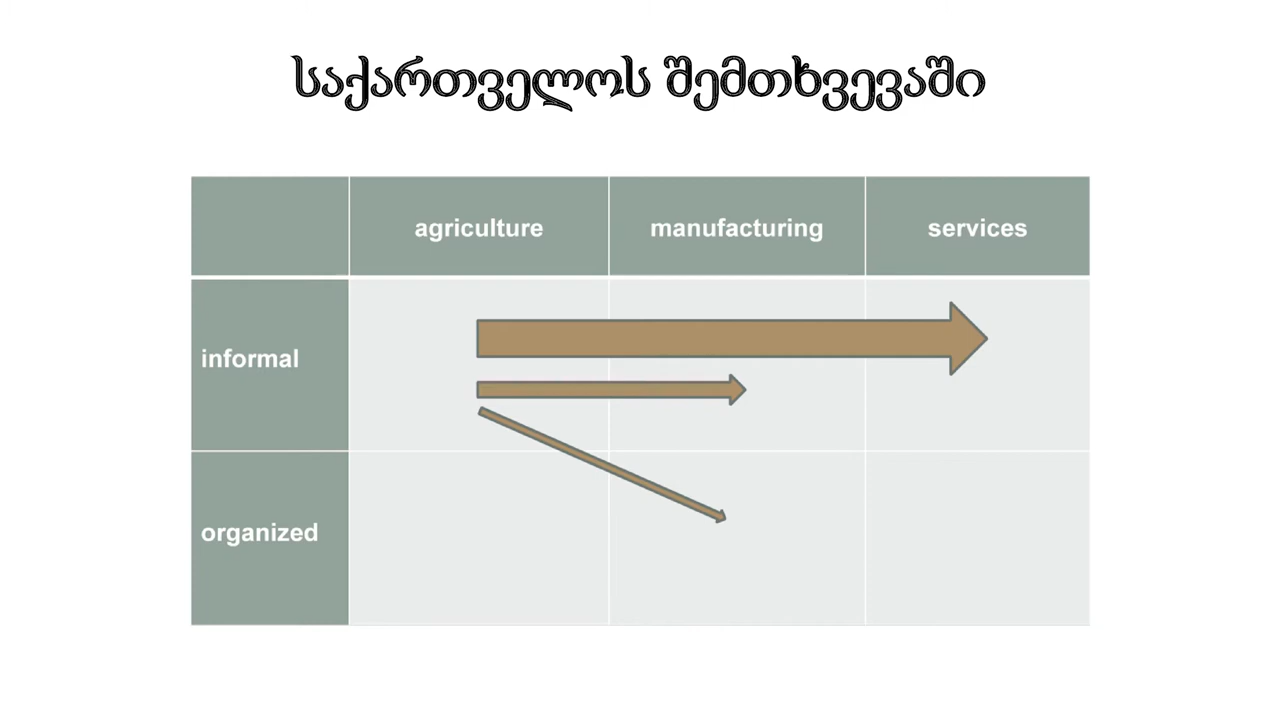 საქართველოს შემთხვევაში
agriculture manufacturing services
informal
organized